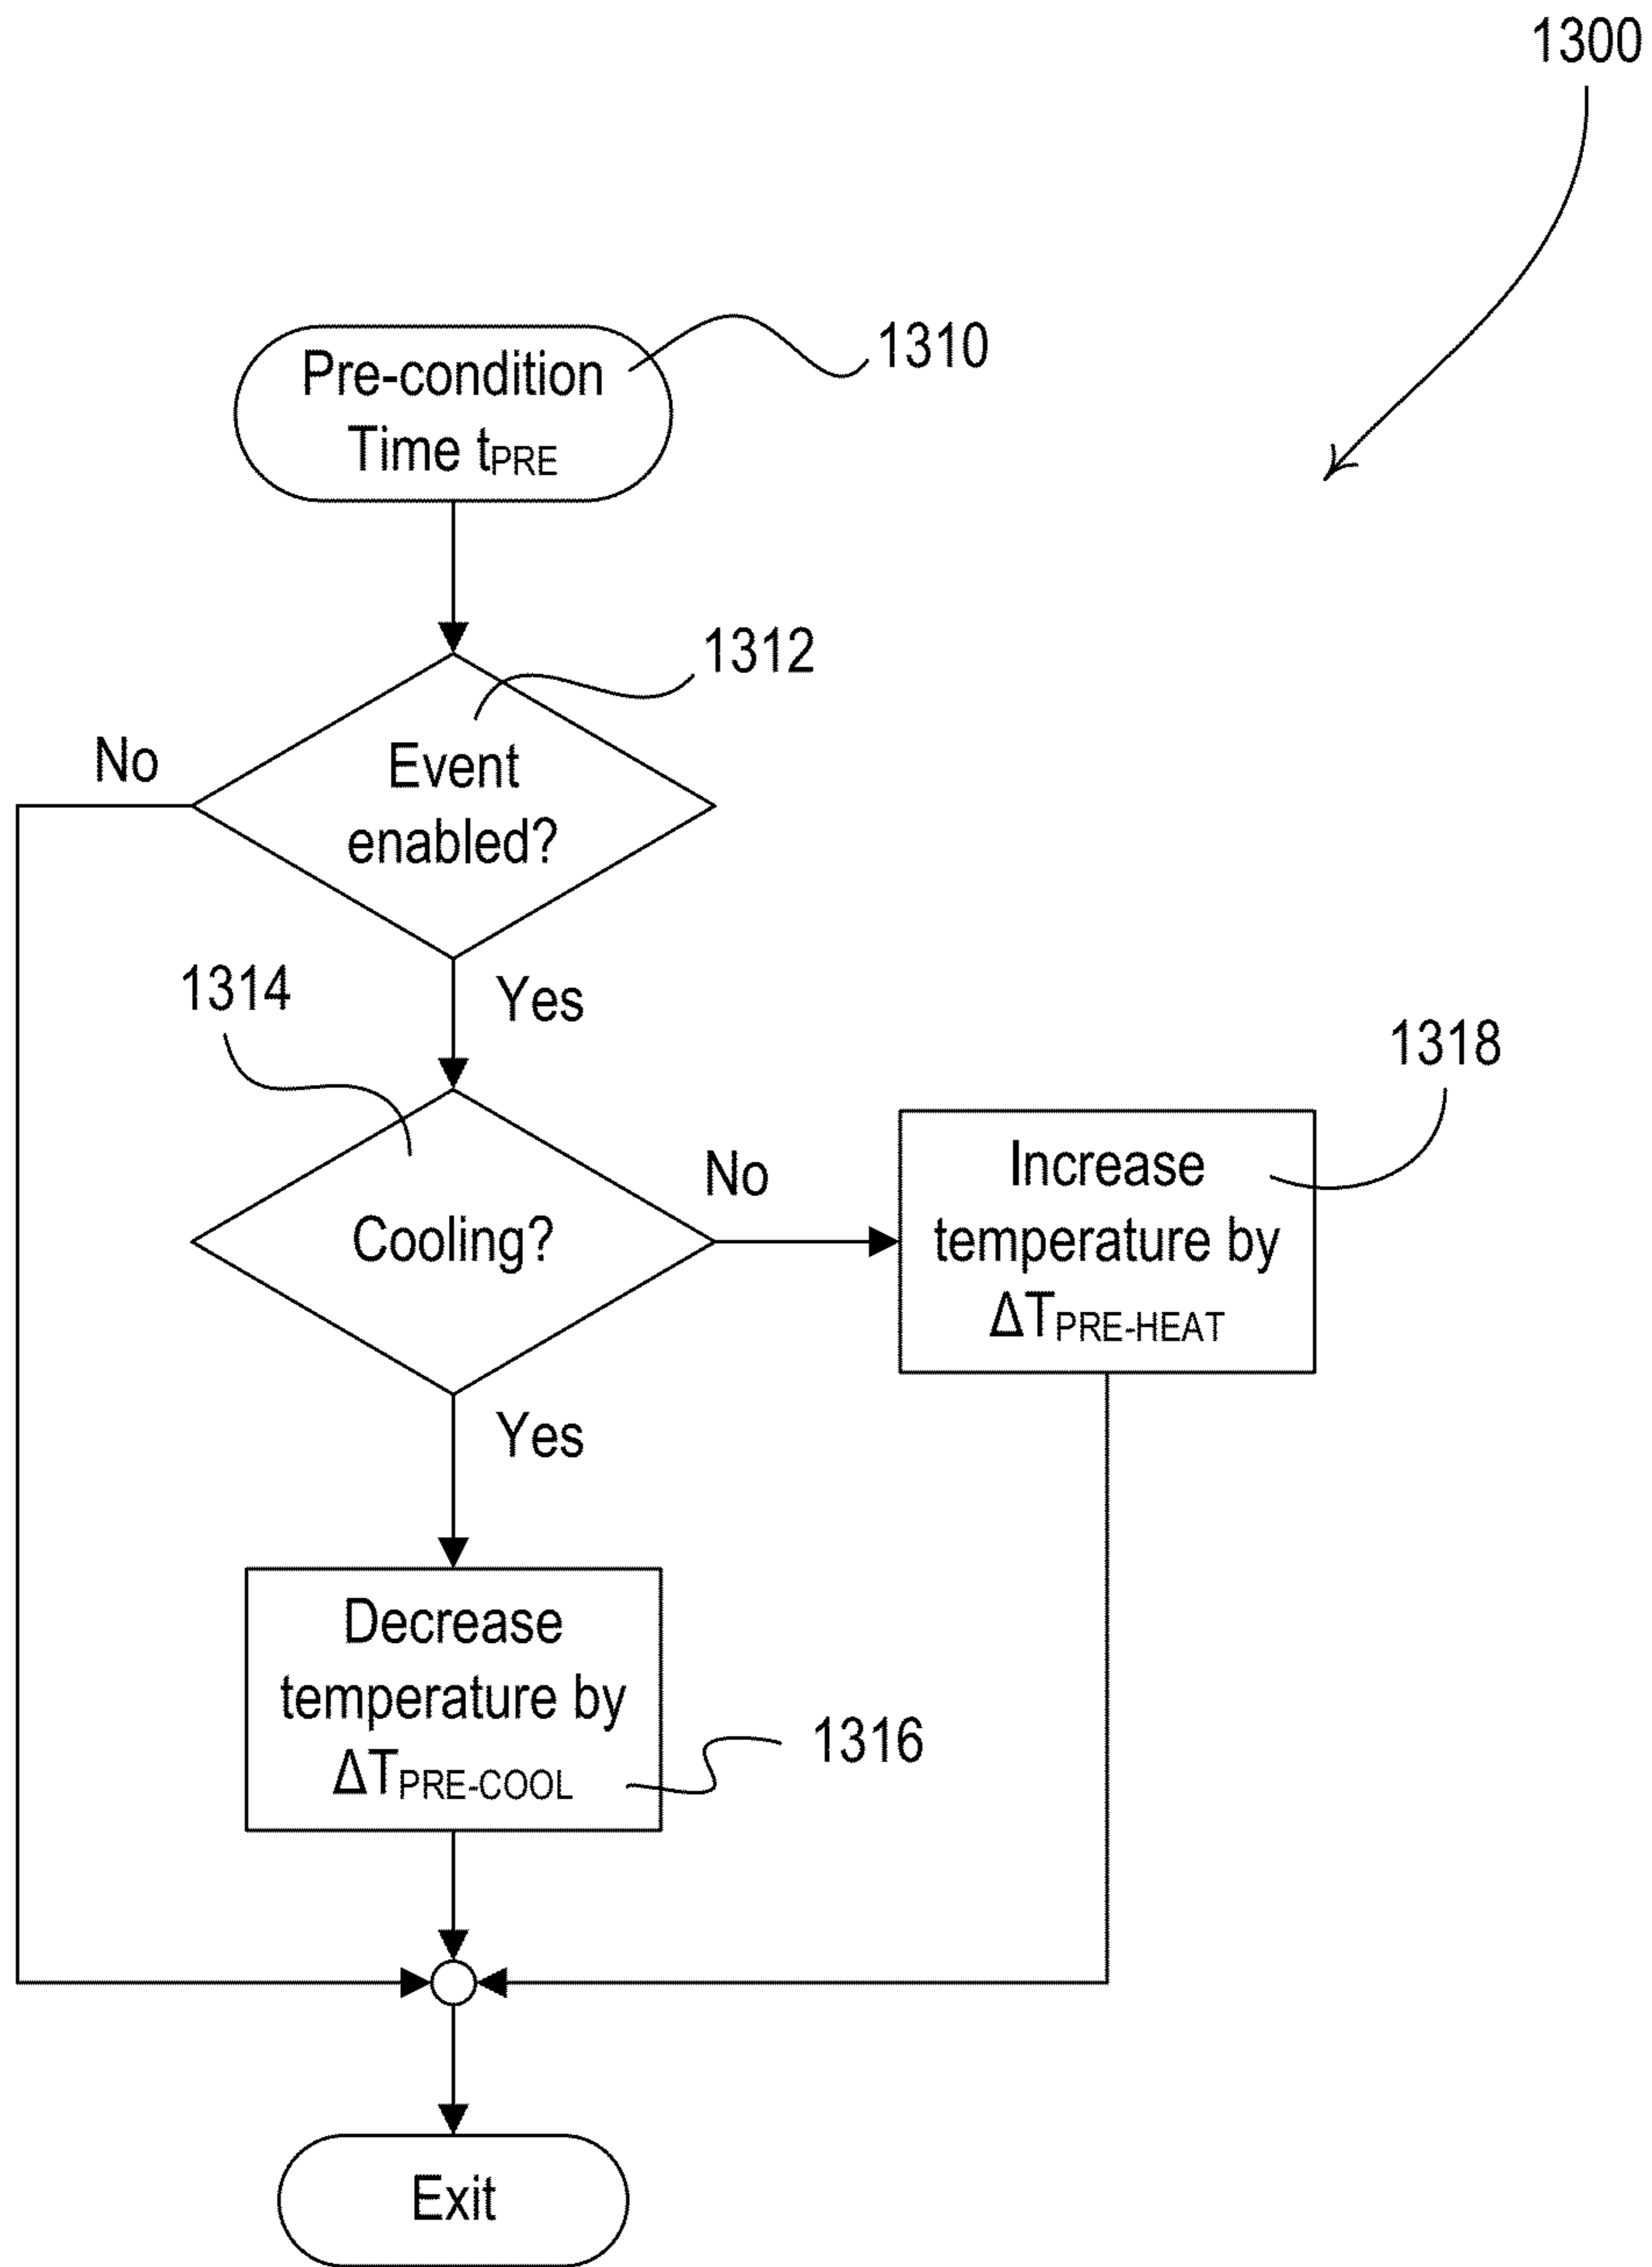 1300
Pre-condition
Time tPRE
1310
1312
No
Event
enabled?
1314
Yes
1318
Cooling?
No
Increase
temperature by
ΔTPRE-HEAT
Yes
Decrease
temperature by
ΔTPRE-COOL
1316
Exit